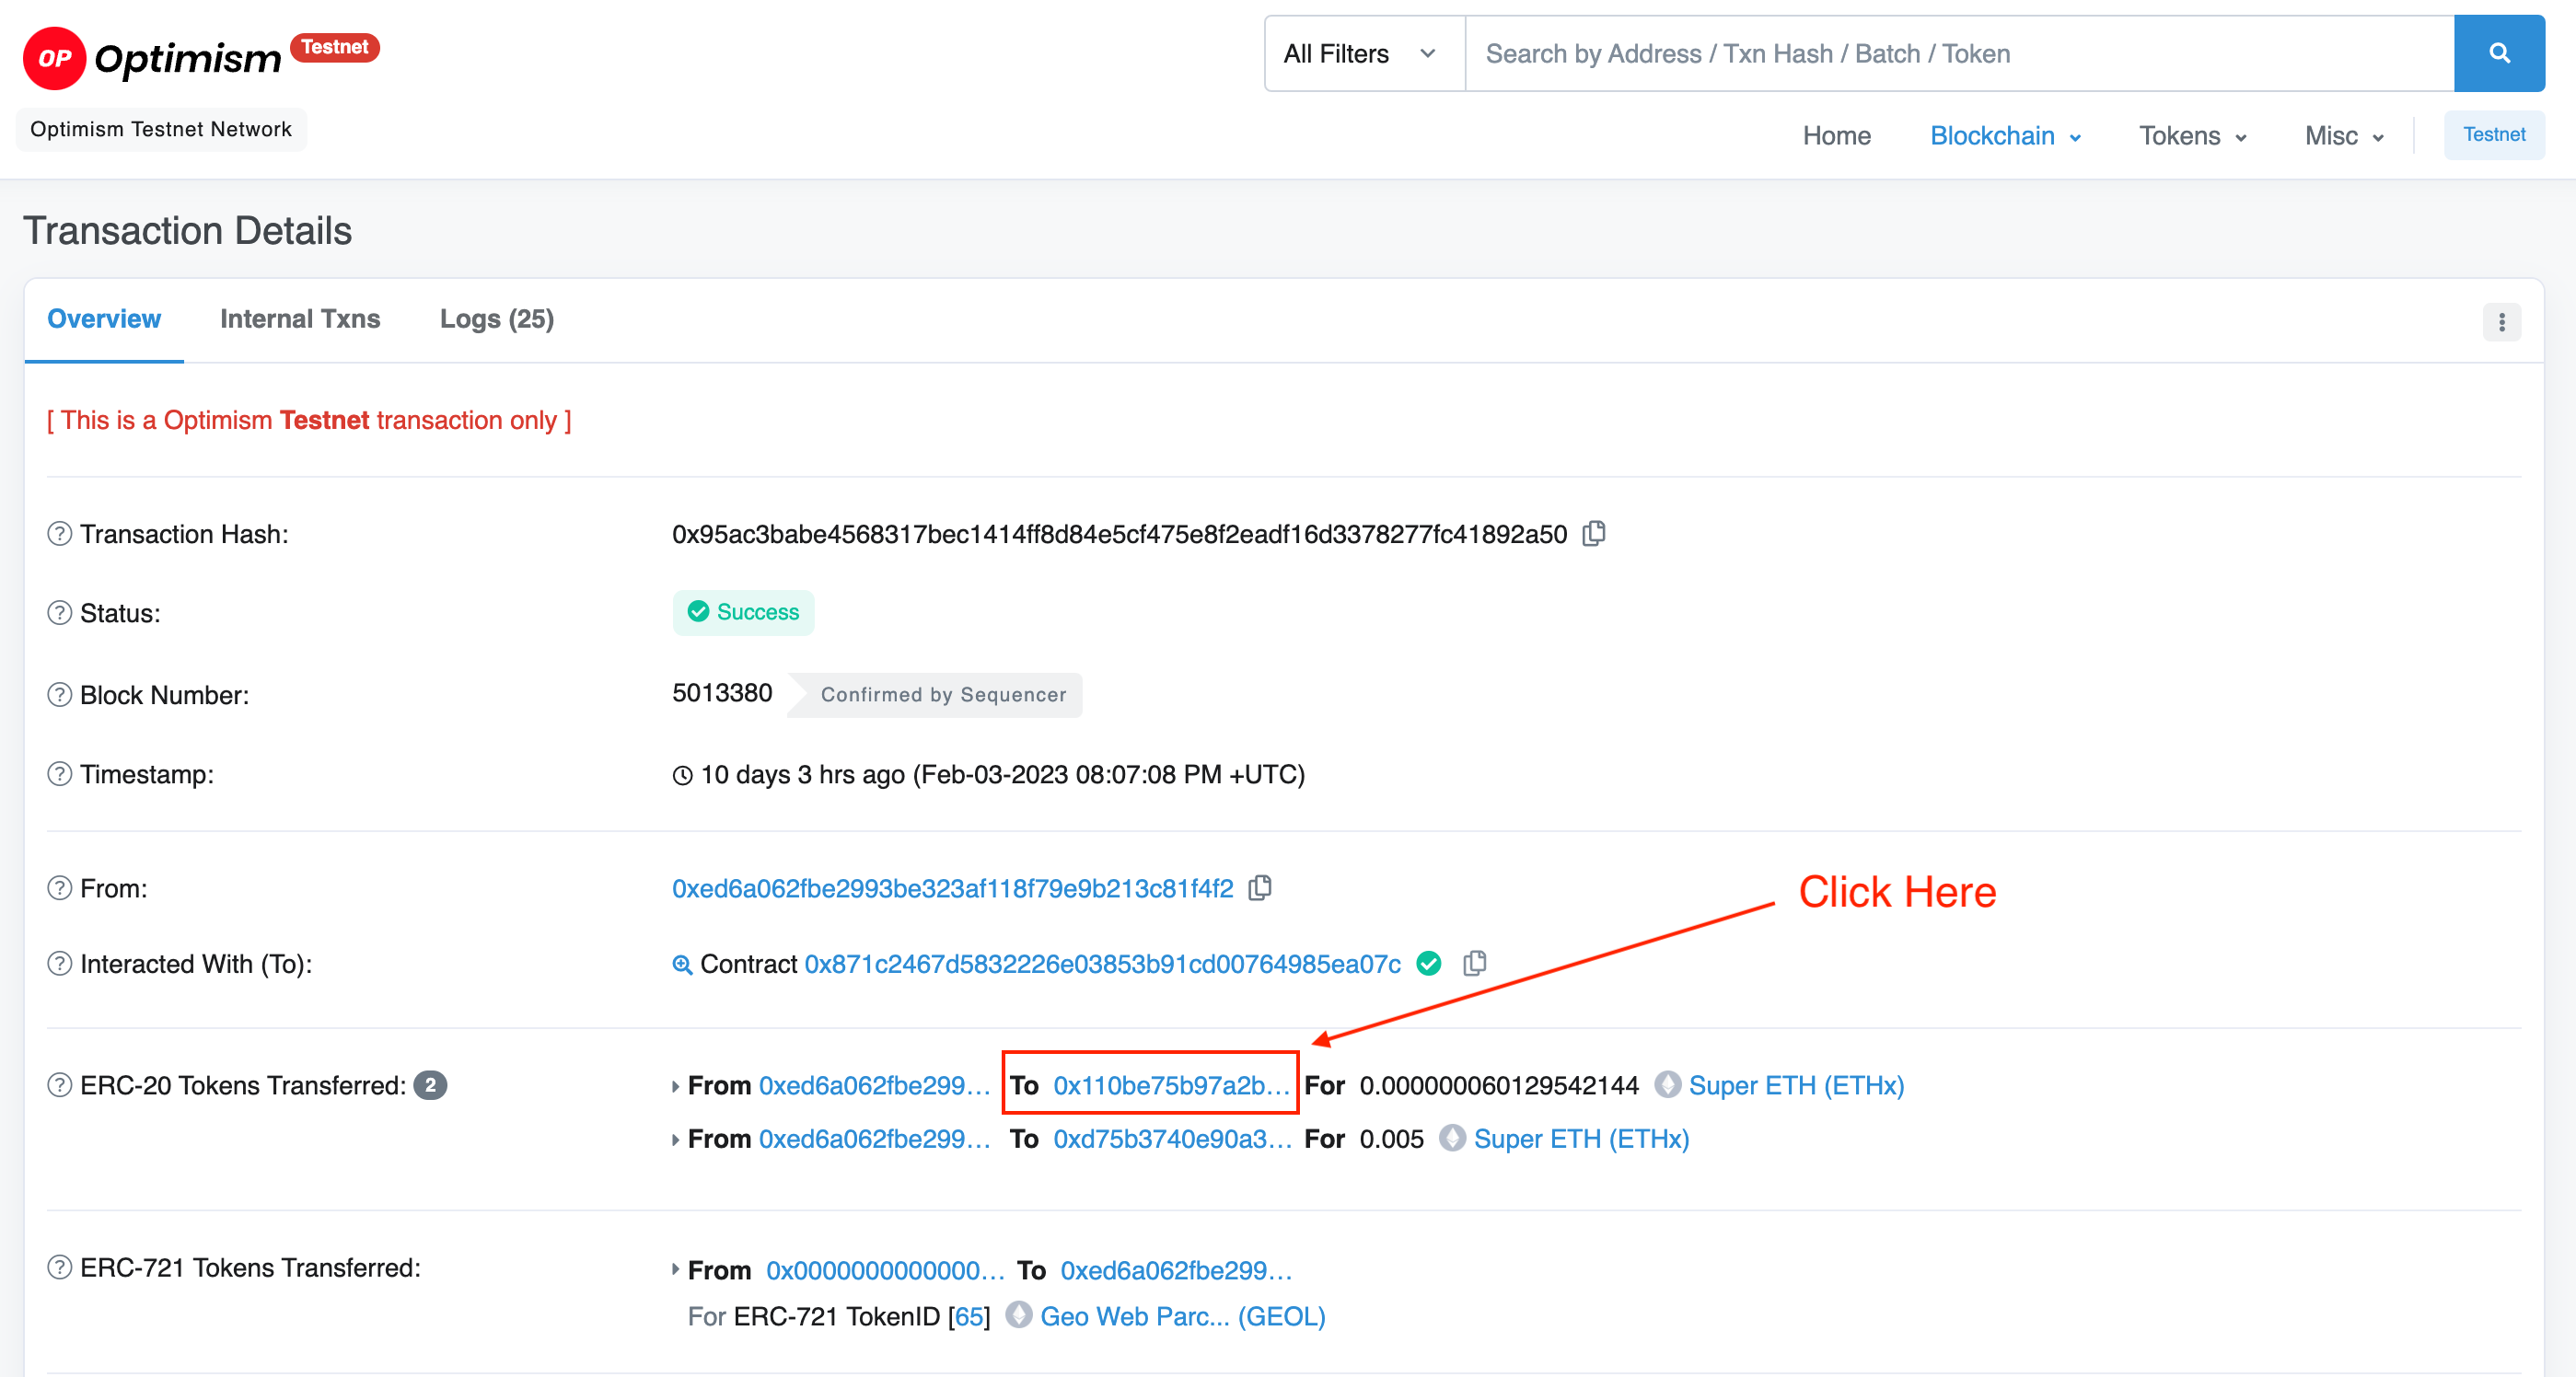 OP Optimism Testnet
All Filters Search by Address / Txn Hash / Batch / Token
Optimism Testnet Network
Home Blockchain Tokens Misc Testnet
Transaction Details
Overview Internal Txns Logs (25)
[ This is a Optimism Testnet transaction only ]
Transaction Hash: 0x95ac3babe4568317bec1414ff8d84e5cf475e8f2eadf16d3378277fc41892a50
Status: Success
Block Number: 5013380 Confirmed by Sequencer
Timestamp: 10 days 3 hrs ago (Feb-03-2023 08:07:08 PM +UTC)
From: 0xed6a062fbe2993be323af118f79e9b213c81f4f2
Click Here
Interacted With (To): Contract 0x871c2467d5832226e03853b91cd00764985ea07c
ERC-20 Tokens Transferred: 2 From 0xed6a062fbe299... To 0x110be75b97a2b... For 0.000000060129542144 Super ETH (ETHx)
From 0xed6a062fbe299... To 0xd75b3740e90a3... For 0.005 Super ETH (ETHx)
ERC-721 Tokens Transferred: From 0x0000000000000... To 0xed6a062fbe299...
For ERC-721 TokenID [65] Geo Web Parc... (GEOL)